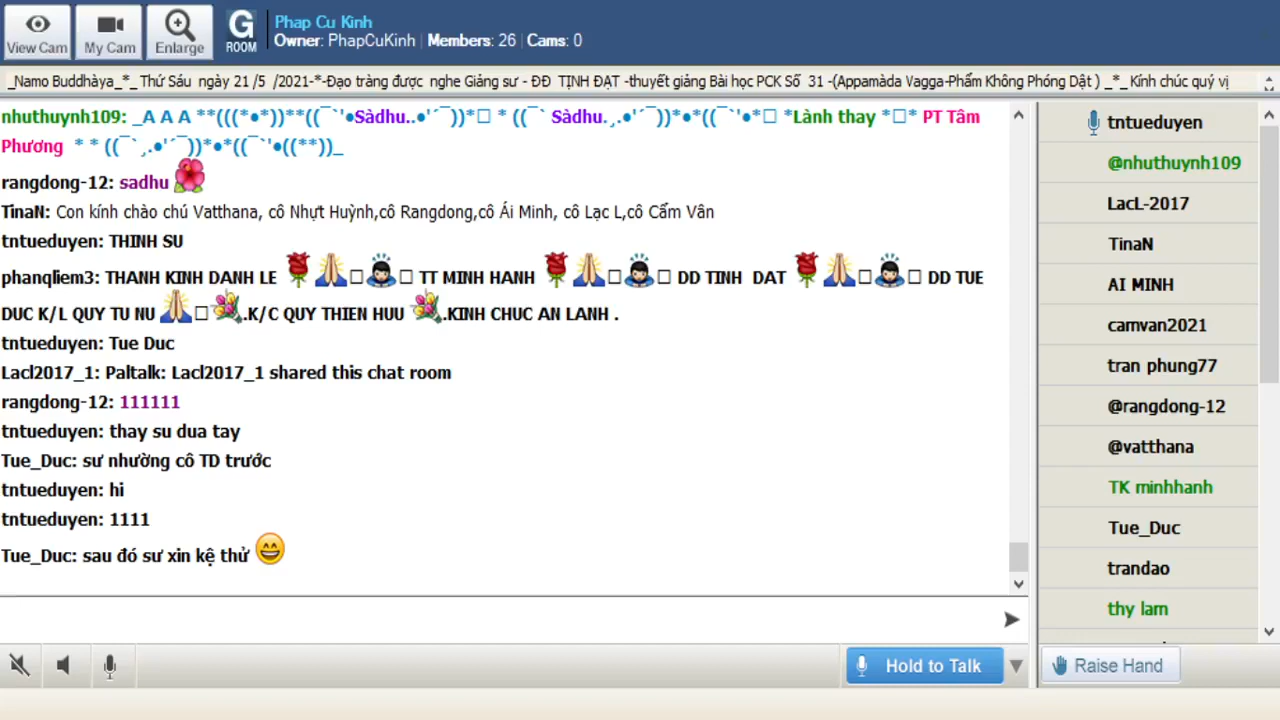 View Cam
My Cam
Enlarge
G ROOM
Phap Cu Kinh
Owner: PhapCuKinh | Members: 26 | Cams: 0
_Namo Buddhàya_*_ Thứ Sáu ngày 21 /5 /2021-*-Đạo tràng được nghe Giảng sư - ĐĐ TỊNH ĐẠT -thuyết giảng Bài học PCK Số 31 -(Appamàda Vagga-Phẩm Không Phóng Dật ) _*_ Kính chúc quý vị
nhuthuynh109: _A A A **(((*●*))**((¯`'●Sàdhu..●'´¯))*□ * ((¯` Sàdhu.¸.●'´¯))*●*((¯`'●*□ *Lành thay *□* PT Tâm
Phương * * ((¯`¸.●'´¯))*●*((¯`'●((**))_
rangdong-12: sadhu 🌺
TinaN: Con kính chào chú Vatthana, cô Nhựt Huỳnh,cô Rangdong,cô Ái Minh, cô Lạc L,cô Cẩm Vân
tntueduyen: THINH SU
phanqliem3: THANH KINH DANH LE 🌹🙏□🙇□ TT MINH HANH 🌹🙏□🙇□ DD TINH DAT 🌹🙏□🙇□ DD TUE
DUC K/L QUY TU NU 🙏□💐.K/C QUY THIEN HUU 💐.KINH CHUC AN LANH .
tntueduyen: Tue Duc
Lacl2017_1: Paltalk: Lacl2017_1 shared this chat room
rangdong-12: 111111
tntueduyen: thay su dua tay
Tue_Duc: sư nhường cô TD trước
tntueduyen: hi
tntueduyen: 1111
Tue_Duc: sau đó sư xin kệ thử 😄
tntueduyen
@nhuthuynh109
LacL-2017
TinaN
AI MINH
camvan2021
tran phung77
@rangdong-12
@vatthana
TK minhhanh
Tue_Duc
trandao
thy lam
Hold to Talk
Raise Hand